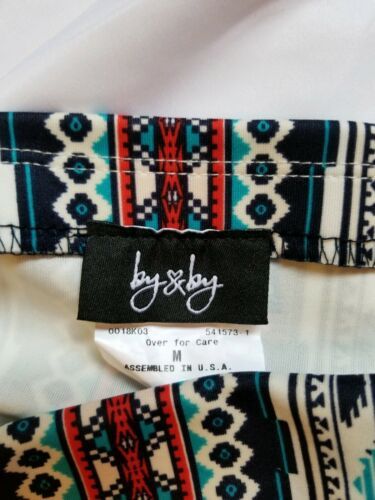 by&by
0018K03 541573-1
Over for Care
M
ASSEMBLED IN U.S.A.